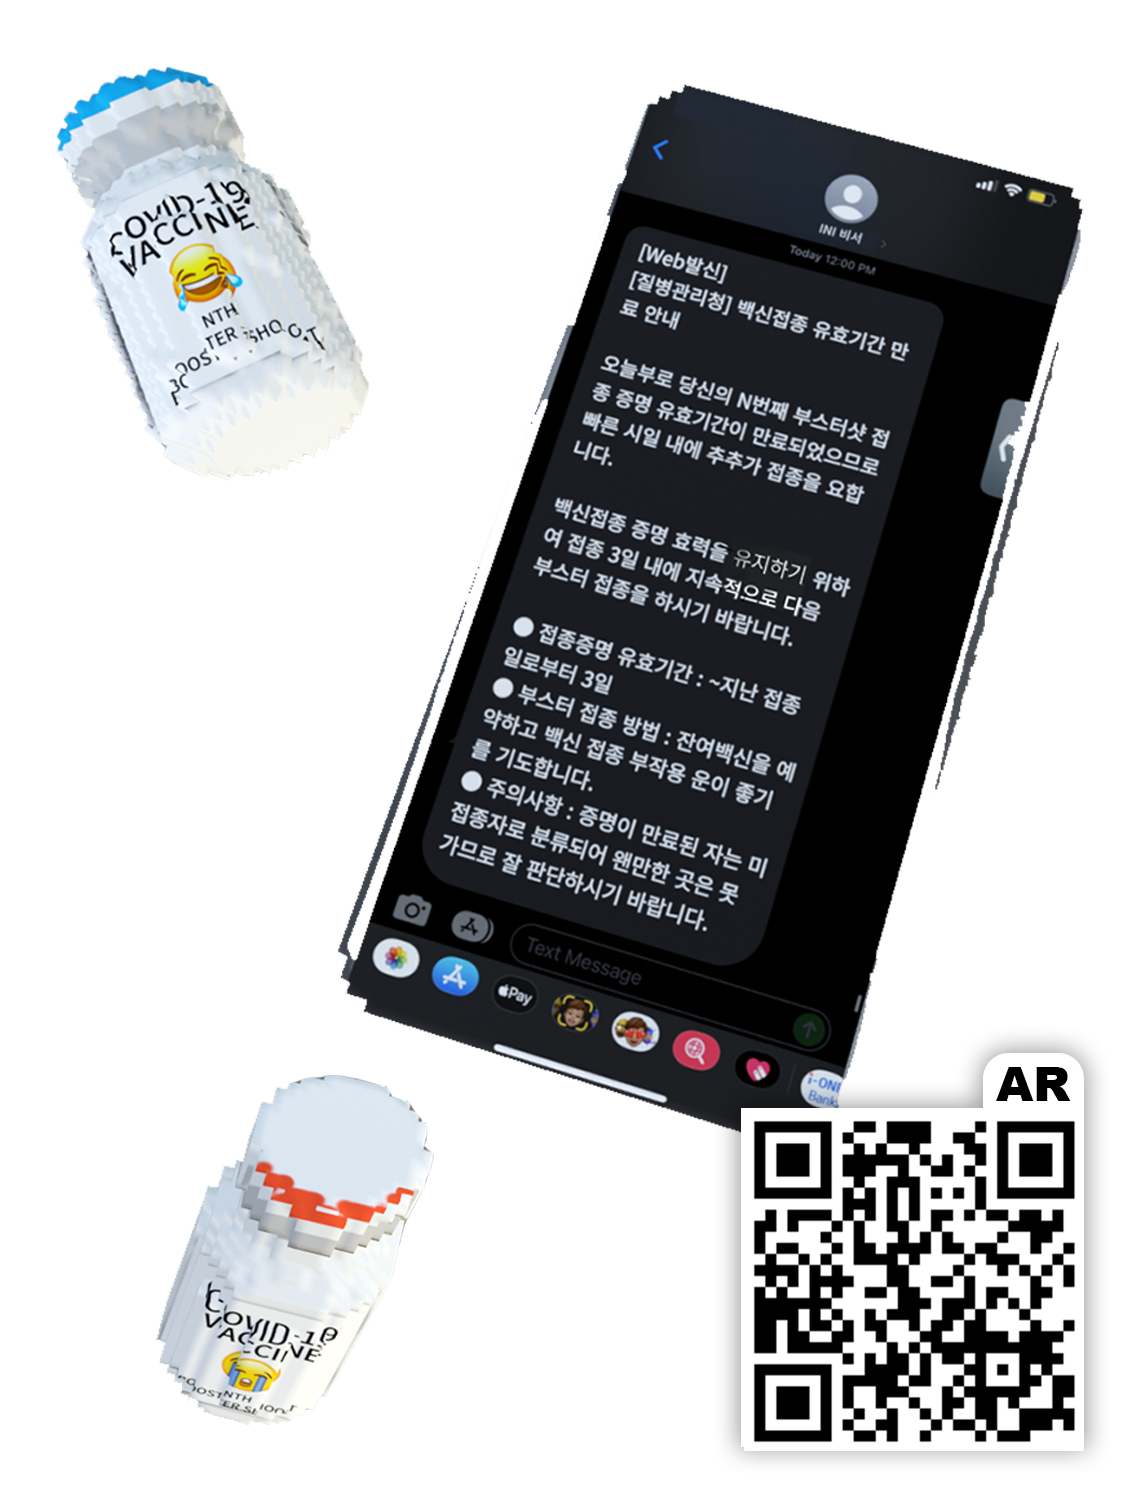 COVID-19
VACCINE
NTH
BOOSTER SHOT
INI 비서
Today 12:00 PM
[Web발신]
[질병관리청] 백신접종 유효기간 만
료 안내
오늘부로 당신의 N번째 부스터샷 접
종 증명 유효기간이 만료되었으므로
빠른 시일 내에 추추가 접종을 요합
니다.
백신접종 증명 효력을 유지하기 위하
여 접종 3일 내에 지속적으로 다음
부스터 접종을 하시기 바랍니다.
● 접종증명 유효기간 : ~지난 접종
일로부터 3일
● 부스터 접종 방법 : 잔여백신을 예
약하고 백신 접종 부작용 운이 좋기
를 기도합니다.
● 주의사항 : 증명이 만료된 자는 미
접종자로 분류되어 왠만한 곳은 못
가므로 잘 판단하시기 바랍니다.
Text Message
Pay
i-ONE
Bank
AR
COVID-19
VACCINE
NTH
BOOSTER SHOT